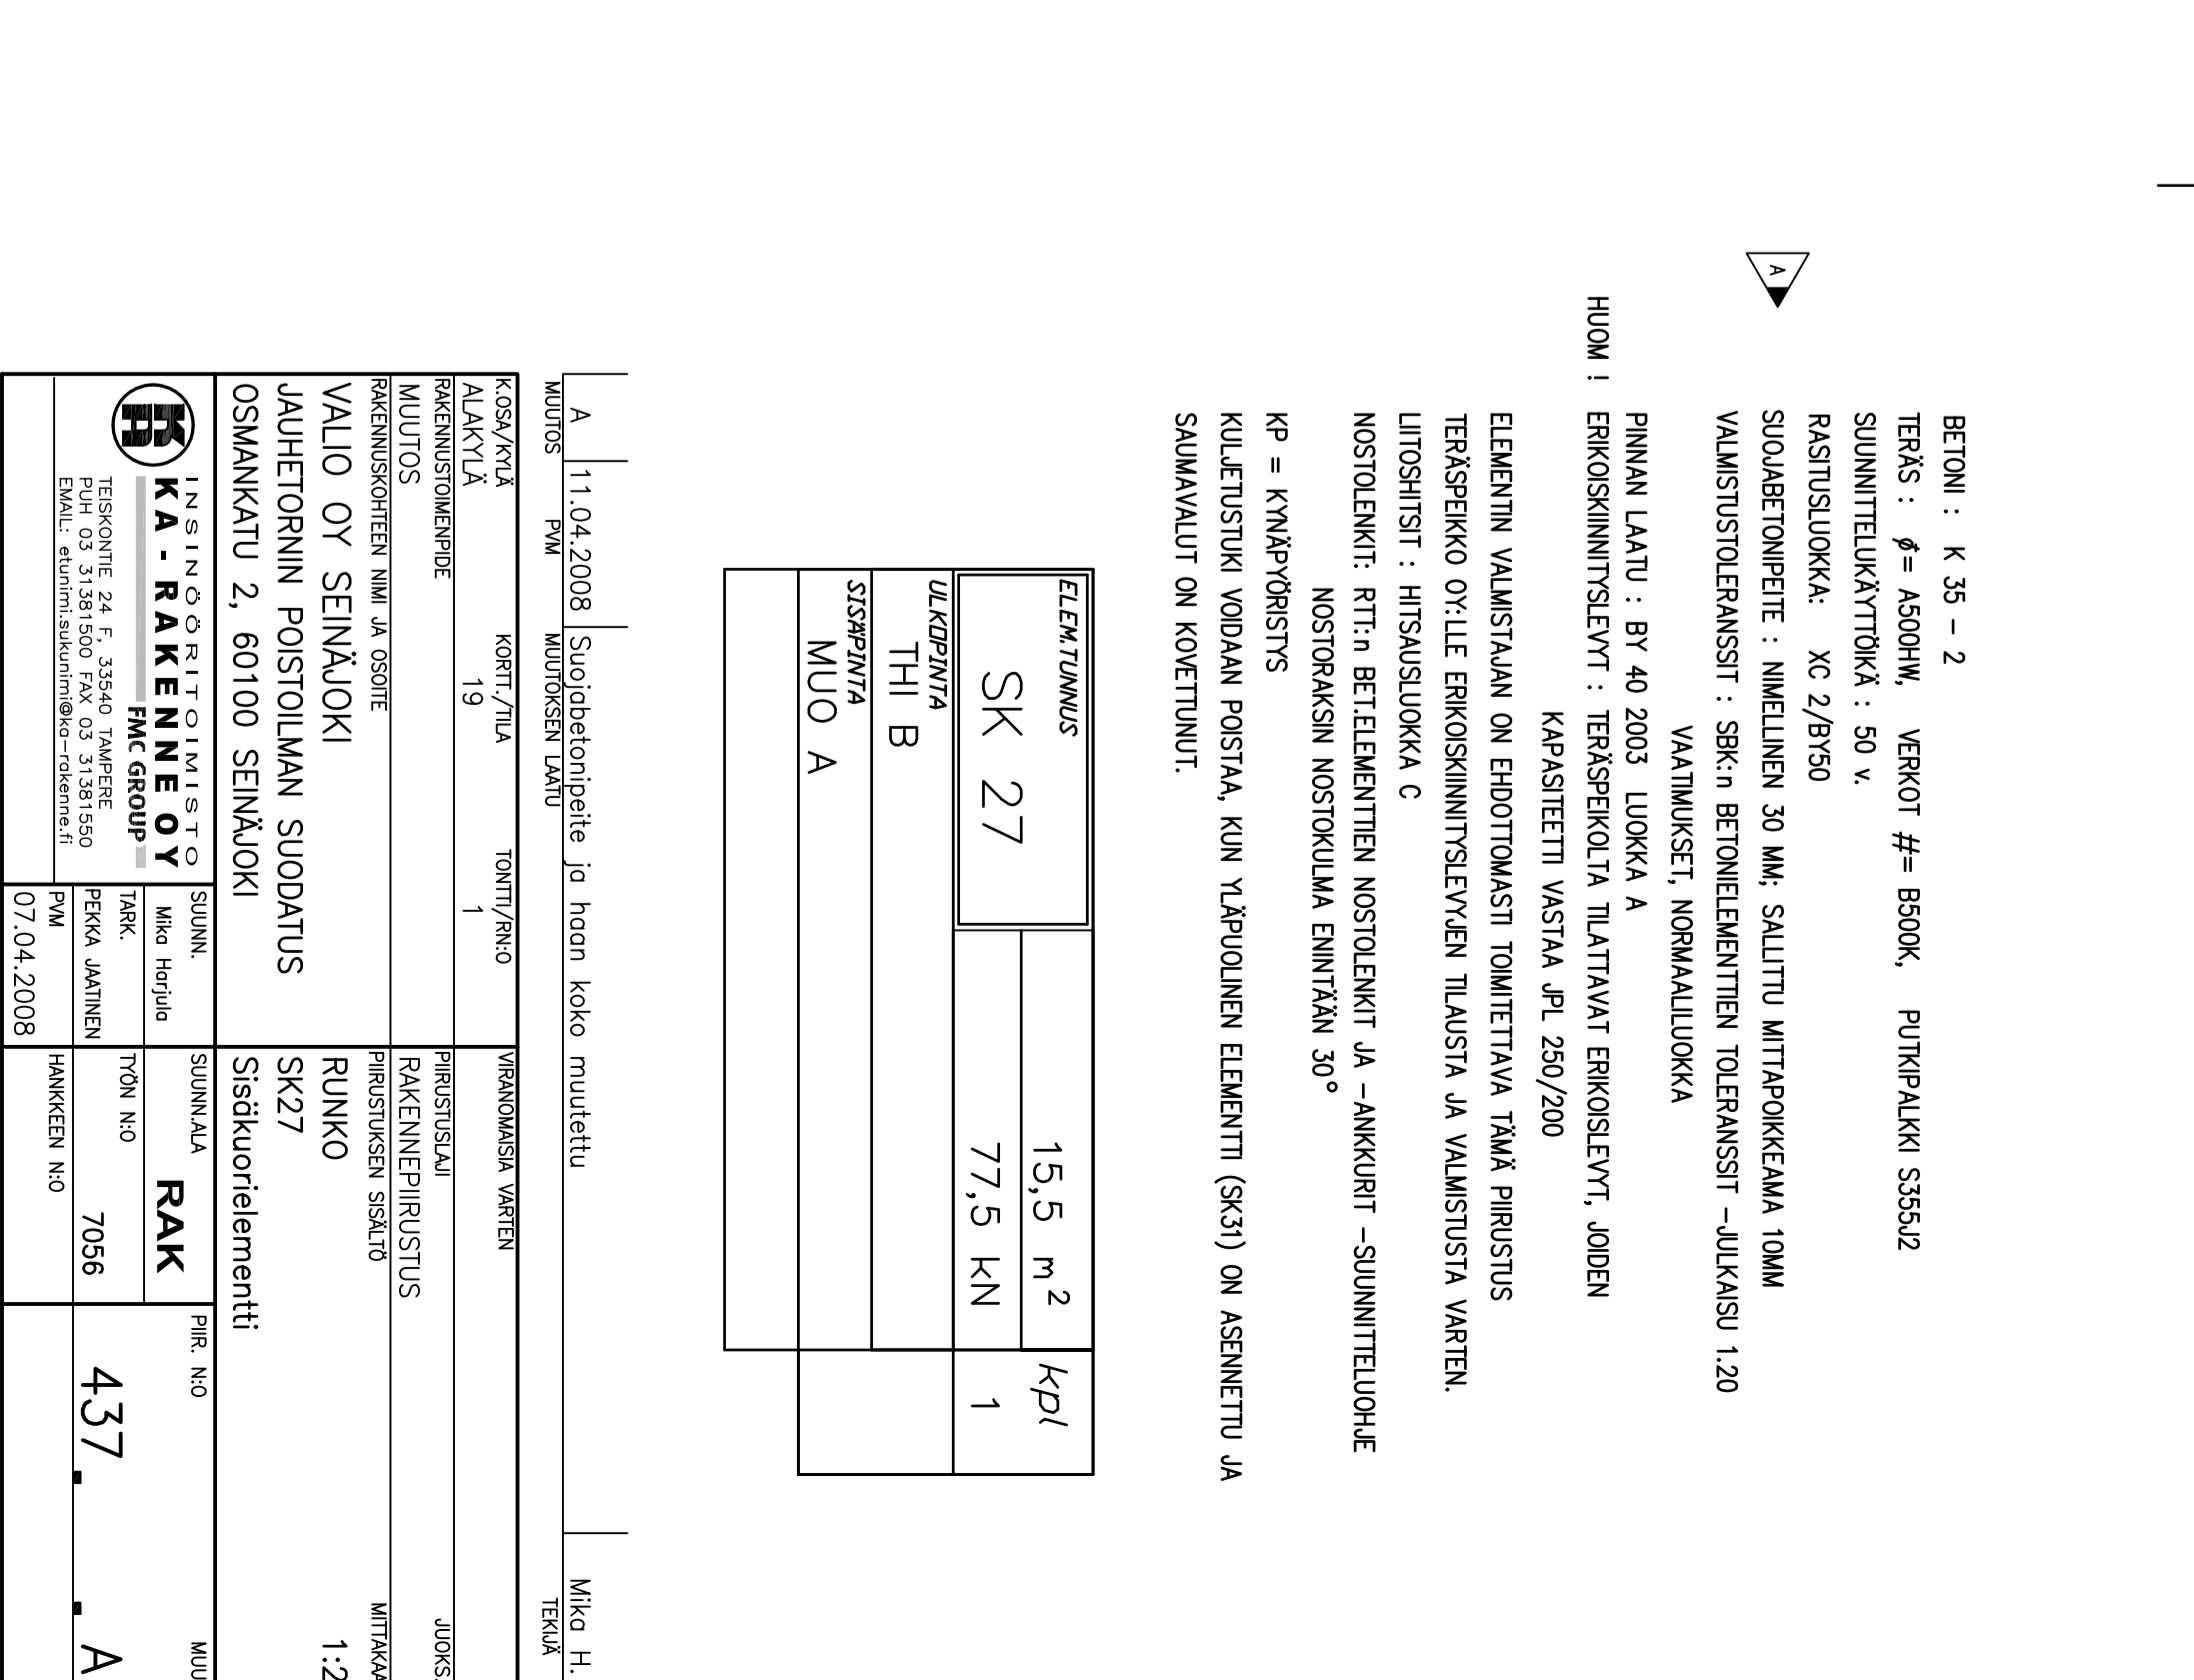 BETONI : K 35 – 2
TERÄS : ϕ= A500HW, VERKOT #= B500K, PUTKIPALKKI S355J2
SUUNNITTELUKÄYTTÖIKÄ : 50 v.
RASITUSLUOKKA: XC 2/BY50
A
SUOJABETONIPEITE : NIMELLINEN 30 MM; SALLITTU MITTAPOIKKEAMA 10MM
VALMISTUSTOLERANSSIT : SBK:n BETONIELEMENTTIEN TOLERANSSIT –JULKAISU 1.20
VAATIMUKSET, NORMAALILUOKKA
PINNAN LAATU : BY 40 2003 LUOKKA A
HUOM ! ERIKOISKIINNITYSLEVYT : TERÄSPEIKOLTA TILATTAVAT ERIKOISLEVYT, JOIDEN
KAPASITEETTI VASTAA JPL 250/200
ELEMENTIN VALMISTAJAN ON EHDOTTOMASTI TOIMITETTAVA TÄMÄ PIIRUSTUS
TERÄSPEIKKO OY:LLE ERIKOISKIINNITYSLEVYJEN TILAUSTA JA VALMISTUSTA VARTEN.
LIITOSHITSIT : HITSAUSLUOKKA C
NOSTOLENKIT: RTT:n BET.ELEMENTTIEN NOSTOLENKIT JA –ANKKURIT –SUUNNITTELUOHJE
NOSTORAKSIN NOSTOKULMA ENINTÄÄN 30°
KP = KYNÄPYÖRISTYS
KULJETUSTUKI VOIDAAN POISTAA, KUN YLÄPUOLINEN ELEMENTTI (SK31) ON ASENNETTU JA
SAUMAVALUT ON KOVETTUNUT.
ELEM.TUNNUS
SK 27
15,5 m²
77,5 kN
kpl
1
ULKOPINTA
THI B
SISÄPINTA
MUO A
A 11.04.2008 Suojabetonipeite ja haan koko muutettu Mika H.
MUUTOS PVM MUUTOKSEN LAATU TEKIJÄ
K.OSA/KYLÄ KORTT./TILA TONTTI/RN:O VIRANOMAISIA VARTEN
ALAKYLÄ 19 1
RAKENNUSTOIMENPIDE PIIRUSTUSLAJI JUOKS.
MUUTOS RAKENNEPIIRUSTUS
RAKENNUSKOHTEEN NIMI JA OSOITE PIIRUSTUKSEN SISÄLTÖ MITTAKAA
VALIO OY SEINÄJOKI RUNKO 1:2
JAUHETORNIN POISTOILMAN SUODATUS SK27
OSMANKATU 2, 60100 SEINÄJOKI Sisäkuorielementti
INSINÖÖRITOIMISTO
KA - RAKENNE OY
FMC GROUP
TEISKONTIE 24 F, 33540 TAMPERE
PUH 03 31381500 FAX 03 31381550
EMAIL: etunimi.sukunimi@ka–rakenne.fi
SUUNN.
Mika Harjula
TARK.
PEKKA JAATINEN
PVM
07.04.2008
SUUNN.ALA
RAK
TYÖN N:O
7056
HANKKEEN N:O
PIIR. N:O MUU
437 A